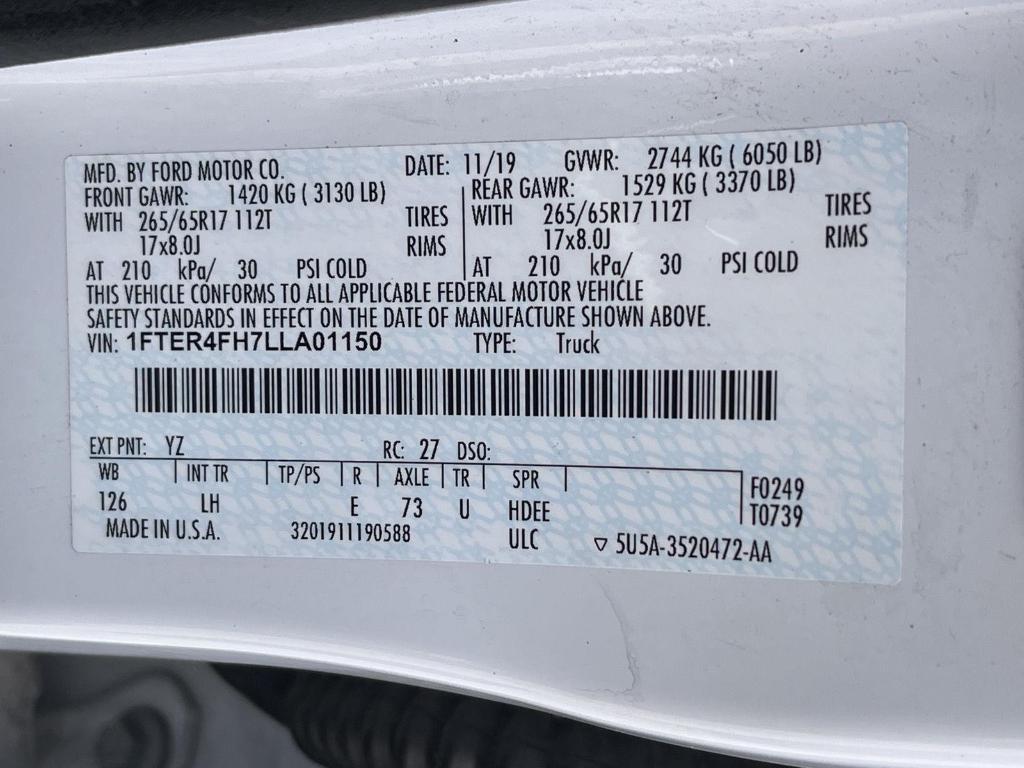 MFD. BY FORD MOTOR CO. DATE: 11/19 GVWR: 2744 KG ( 6050 LB)
FRONT GAWR: 1420 KG ( 3130 LB) REAR GAWR: 1529 KG ( 3370 LB)
WITH 265/65R17 112T TIRES WITH 265/65R17 112T TIRES
17x8.0J RIMS 17x8.0J RIMS
AT 210 kPa/ 30 PSI COLD AT 210 kPa/ 30 PSI COLD
THIS VEHICLE CONFORMS TO ALL APPLICABLE FEDERAL MOTOR VEHICLE
SAFETY STANDARDS IN EFFECT ON THE DATE OF MANUFACTURE SHOWN ABOVE.
VIN: 1FTER4FH7LLA01150 TYPE: Truck
EXT PNT: YZ RC: 27 DSO:
WB INT TR TP/PS R AXLE TR SPR F0249
126 LH E 73 U HDEE T0739
MADE IN U.S.A. 3201911190588 ULC ▽ 5U5A-3520472-AA